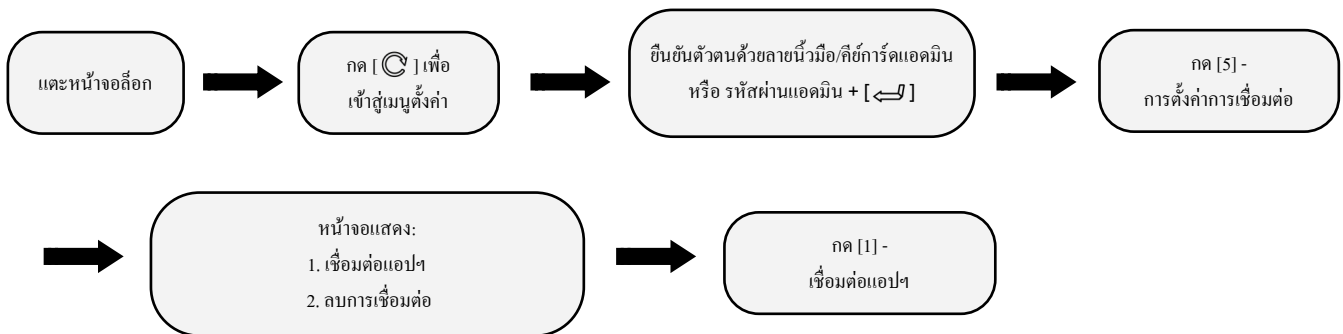 แตะหน้าจอล็อก
กด [ ] เพื่อ
เข้าสู่เมนูตั้งค่า
ยืนยันตัวตนด้วยลายนิ้วมือ/คีย์การ์ดแอดมิน
หรือ รหัสผ่านแอดมิน + [ ]
กด [5] -
การตั้งค่าการเชื่อมต่อ
หน้าจอแสดง:
1. เชื่อมต่อแอปฯ
2. ลบการเชื่อมต่อ
กด [1] -
เชื่อมต่อแอปฯ